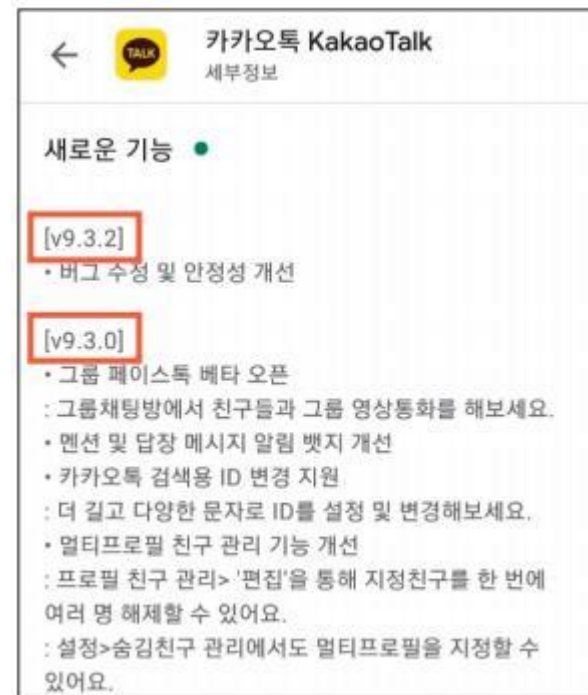 카카오톡 KakaoTalk
TALK
세부정보
새로운 기능
[v9.3.2]
• 버그 수정 및 안정성 개선
[v9.3.0]
• 그룹 페이스톡 베타 오픈
: 그룹채팅방에서 친구들과 그룹 영상통화를 해보세요.
• 멘션 및 답장 메시지 알림 뱃지 개선
• 카카오톡 검색용 ID 변경 지원
: 더 길고 다양한 문자로 ID를 설정 및 변경해보세요.
• 멀티프로필 친구 관리 기능 개선
: 프로필 친구 관리> '편집'을 통해 지정친구를 한 번에
여러 명 해제할 수 있어요.
: 설정>숨김친구 관리에서도 멀티프로필을 지정할 수
있어요.